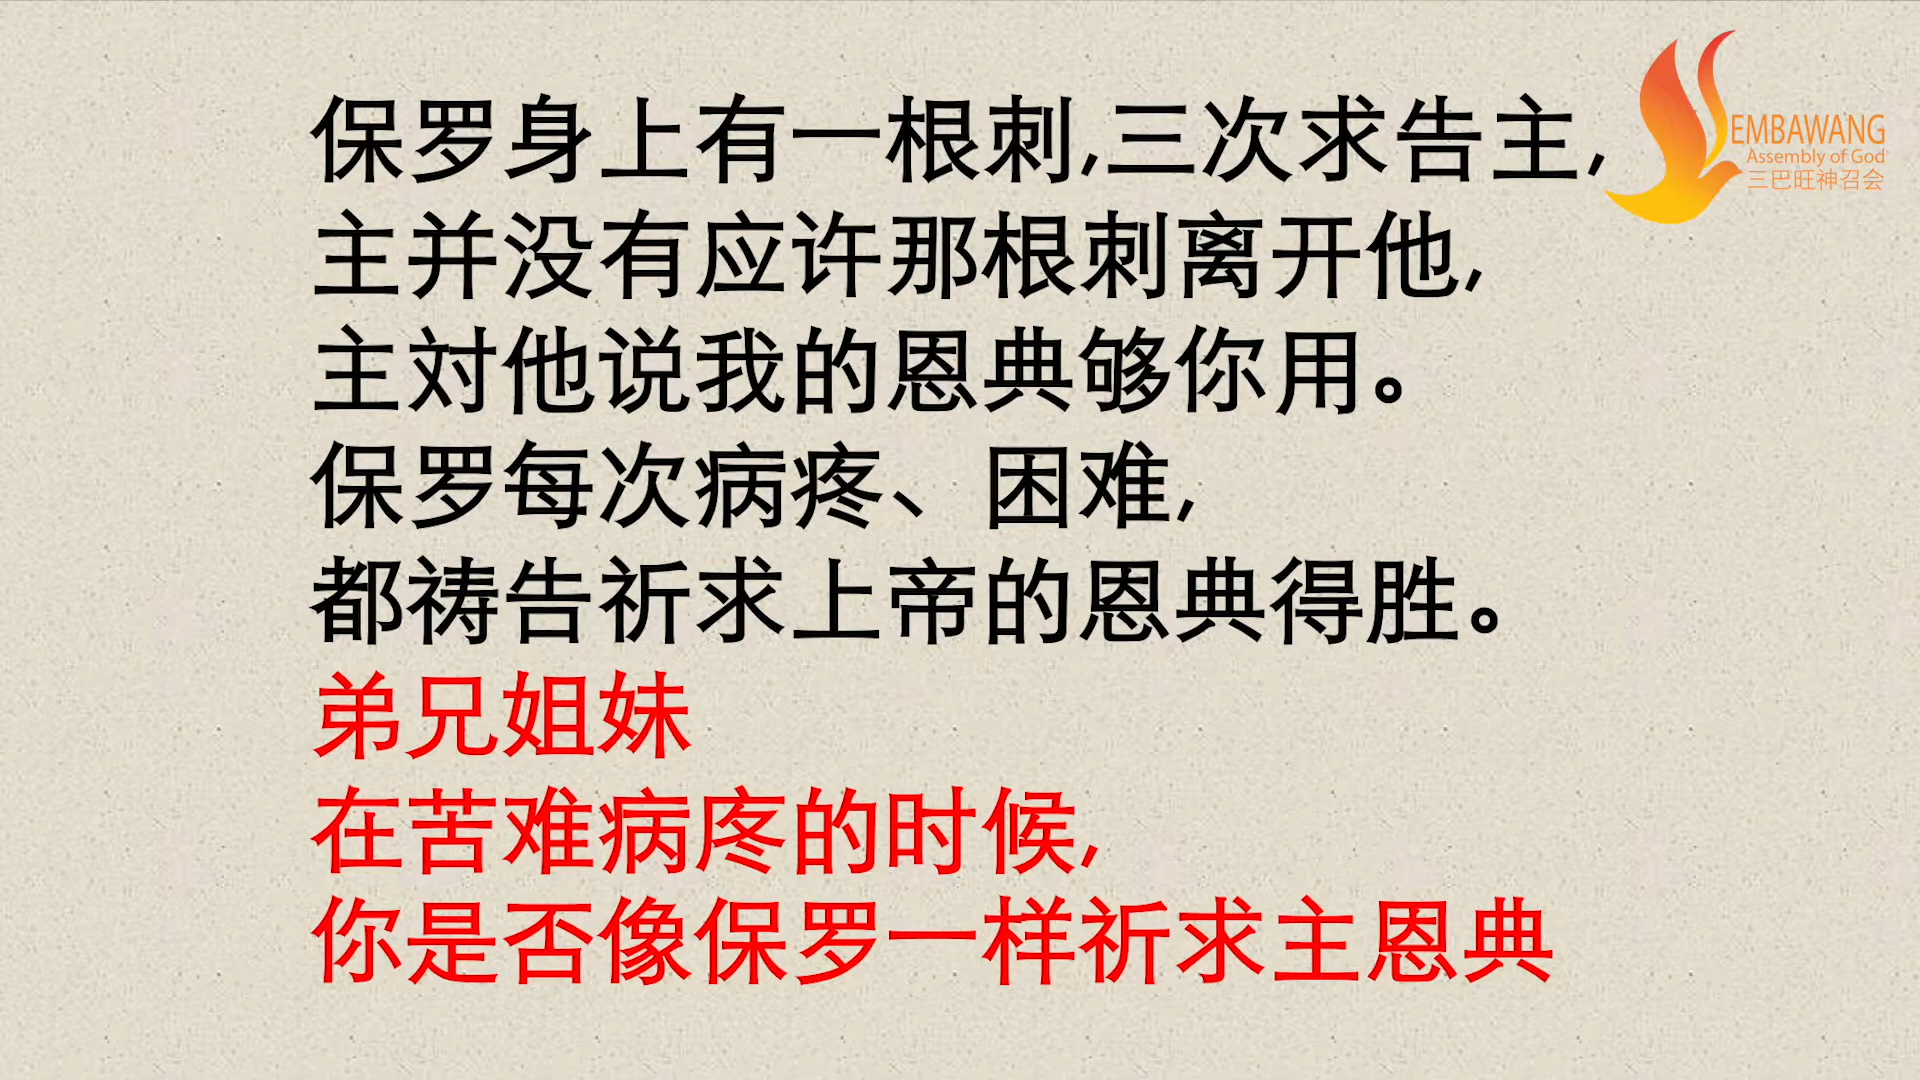 保罗身上有一根刺,三次求告主,
主并没有应许那根刺离开他,
主対他说我的恩典够你用。
保罗每次病疼、困难,
都祷告祈求上帝的恩典得胜。
弟兄姐妹
在苦难病疼的时候,
你是否像保罗一样祈求主恩典
EMBAWANG
Assembly of God
三巴旺神召会